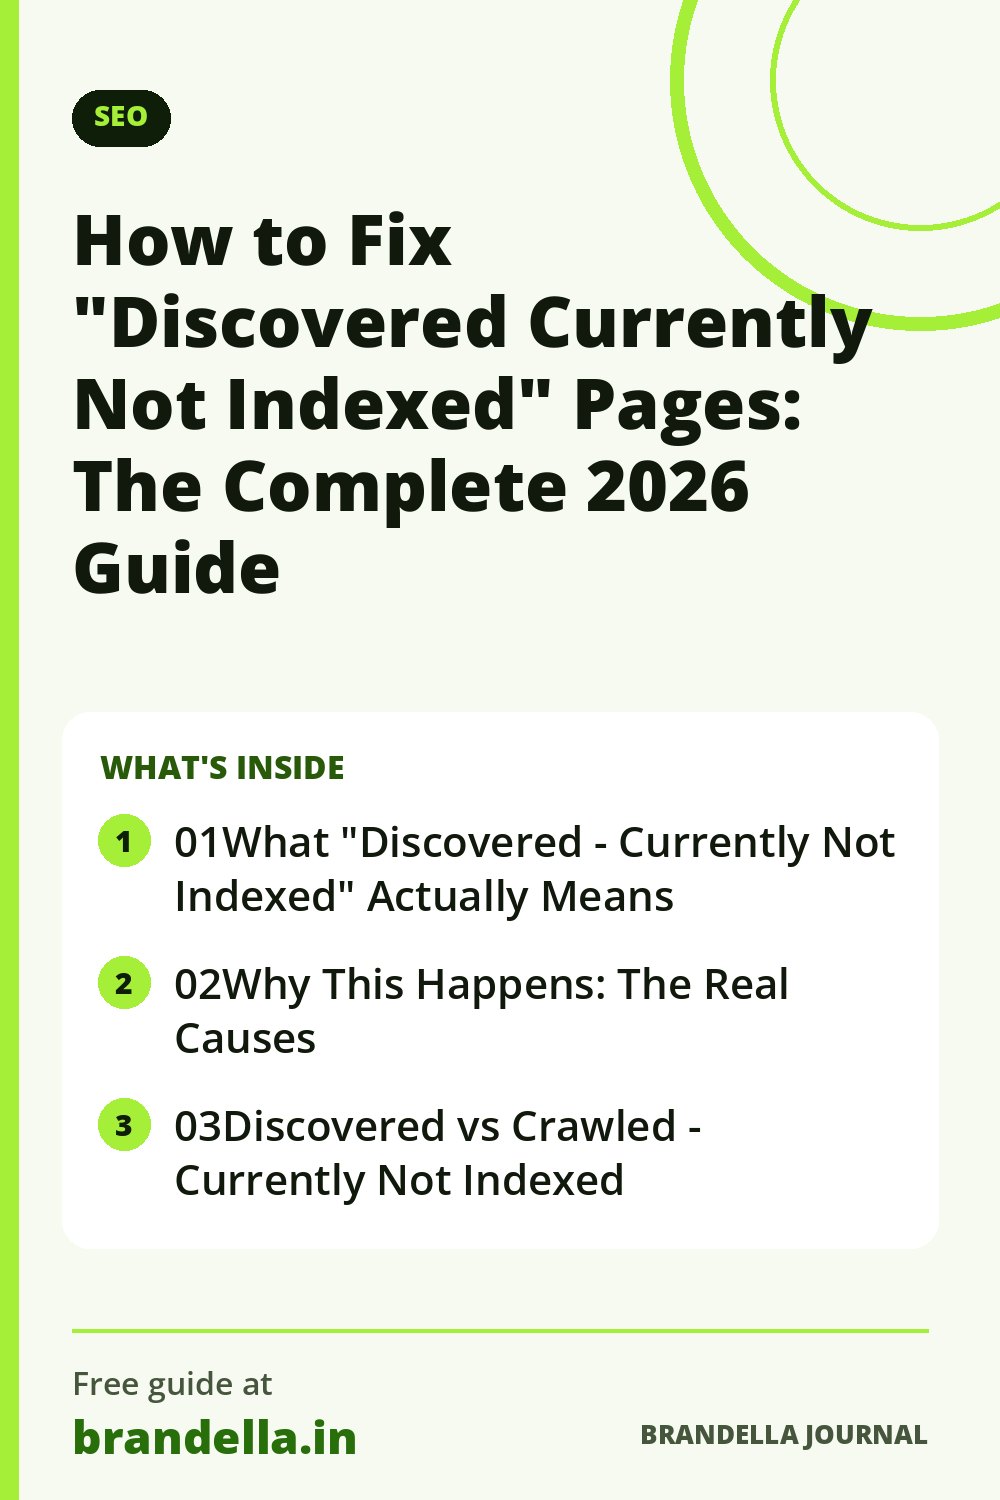 SEO
How to Fix
"Discovered Currently
Not Indexed" Pages:
The Complete 2026
Guide
WHAT'S INSIDE
1 01What "Discovered - Currently Not
Indexed" Actually Means
2 02Why This Happens: The Real
Causes
3 03Discovered vs Crawled -
Currently Not Indexed
Free guide at
brandella.in
BRANDELLA JOURNAL